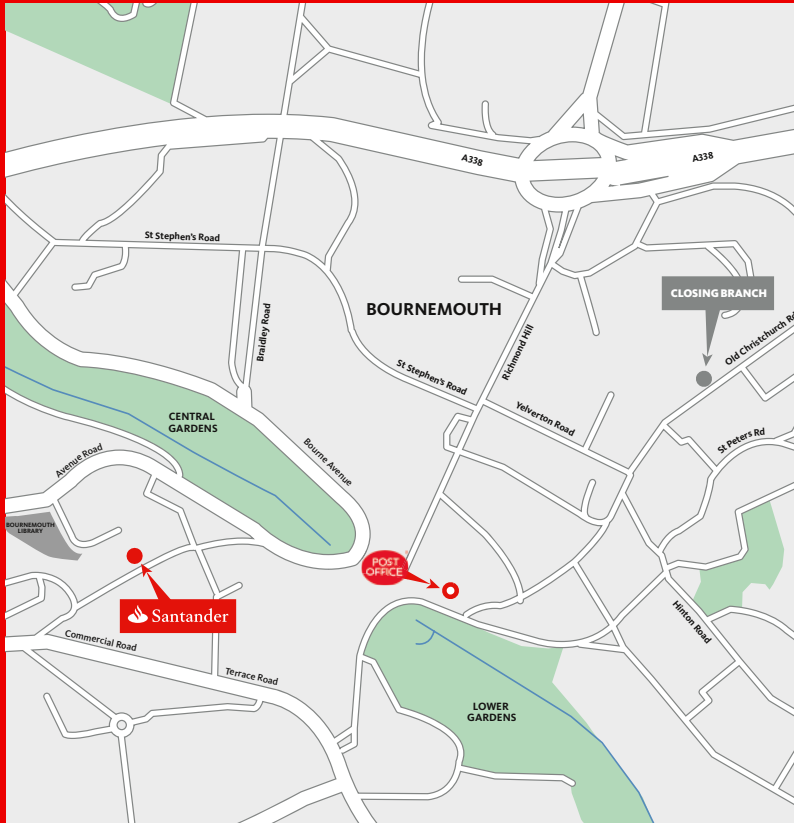 A338
A338
St Stephen's Road
CLOSING BRANCH
BOURNEMOUTH
Braidley Road
Richmond Hill
Old Christchurch Rd
St Stephen's Road
Yelverton Road
CENTRAL
GARDENS
St Peters Rd
Bourne Avenue
Avenue Road
BOURNEMOUTH
LIBRARY
POST
OFFICE
Santander
Hinton Road
Commercial Road
Terrace Road
LOWER
GARDENS